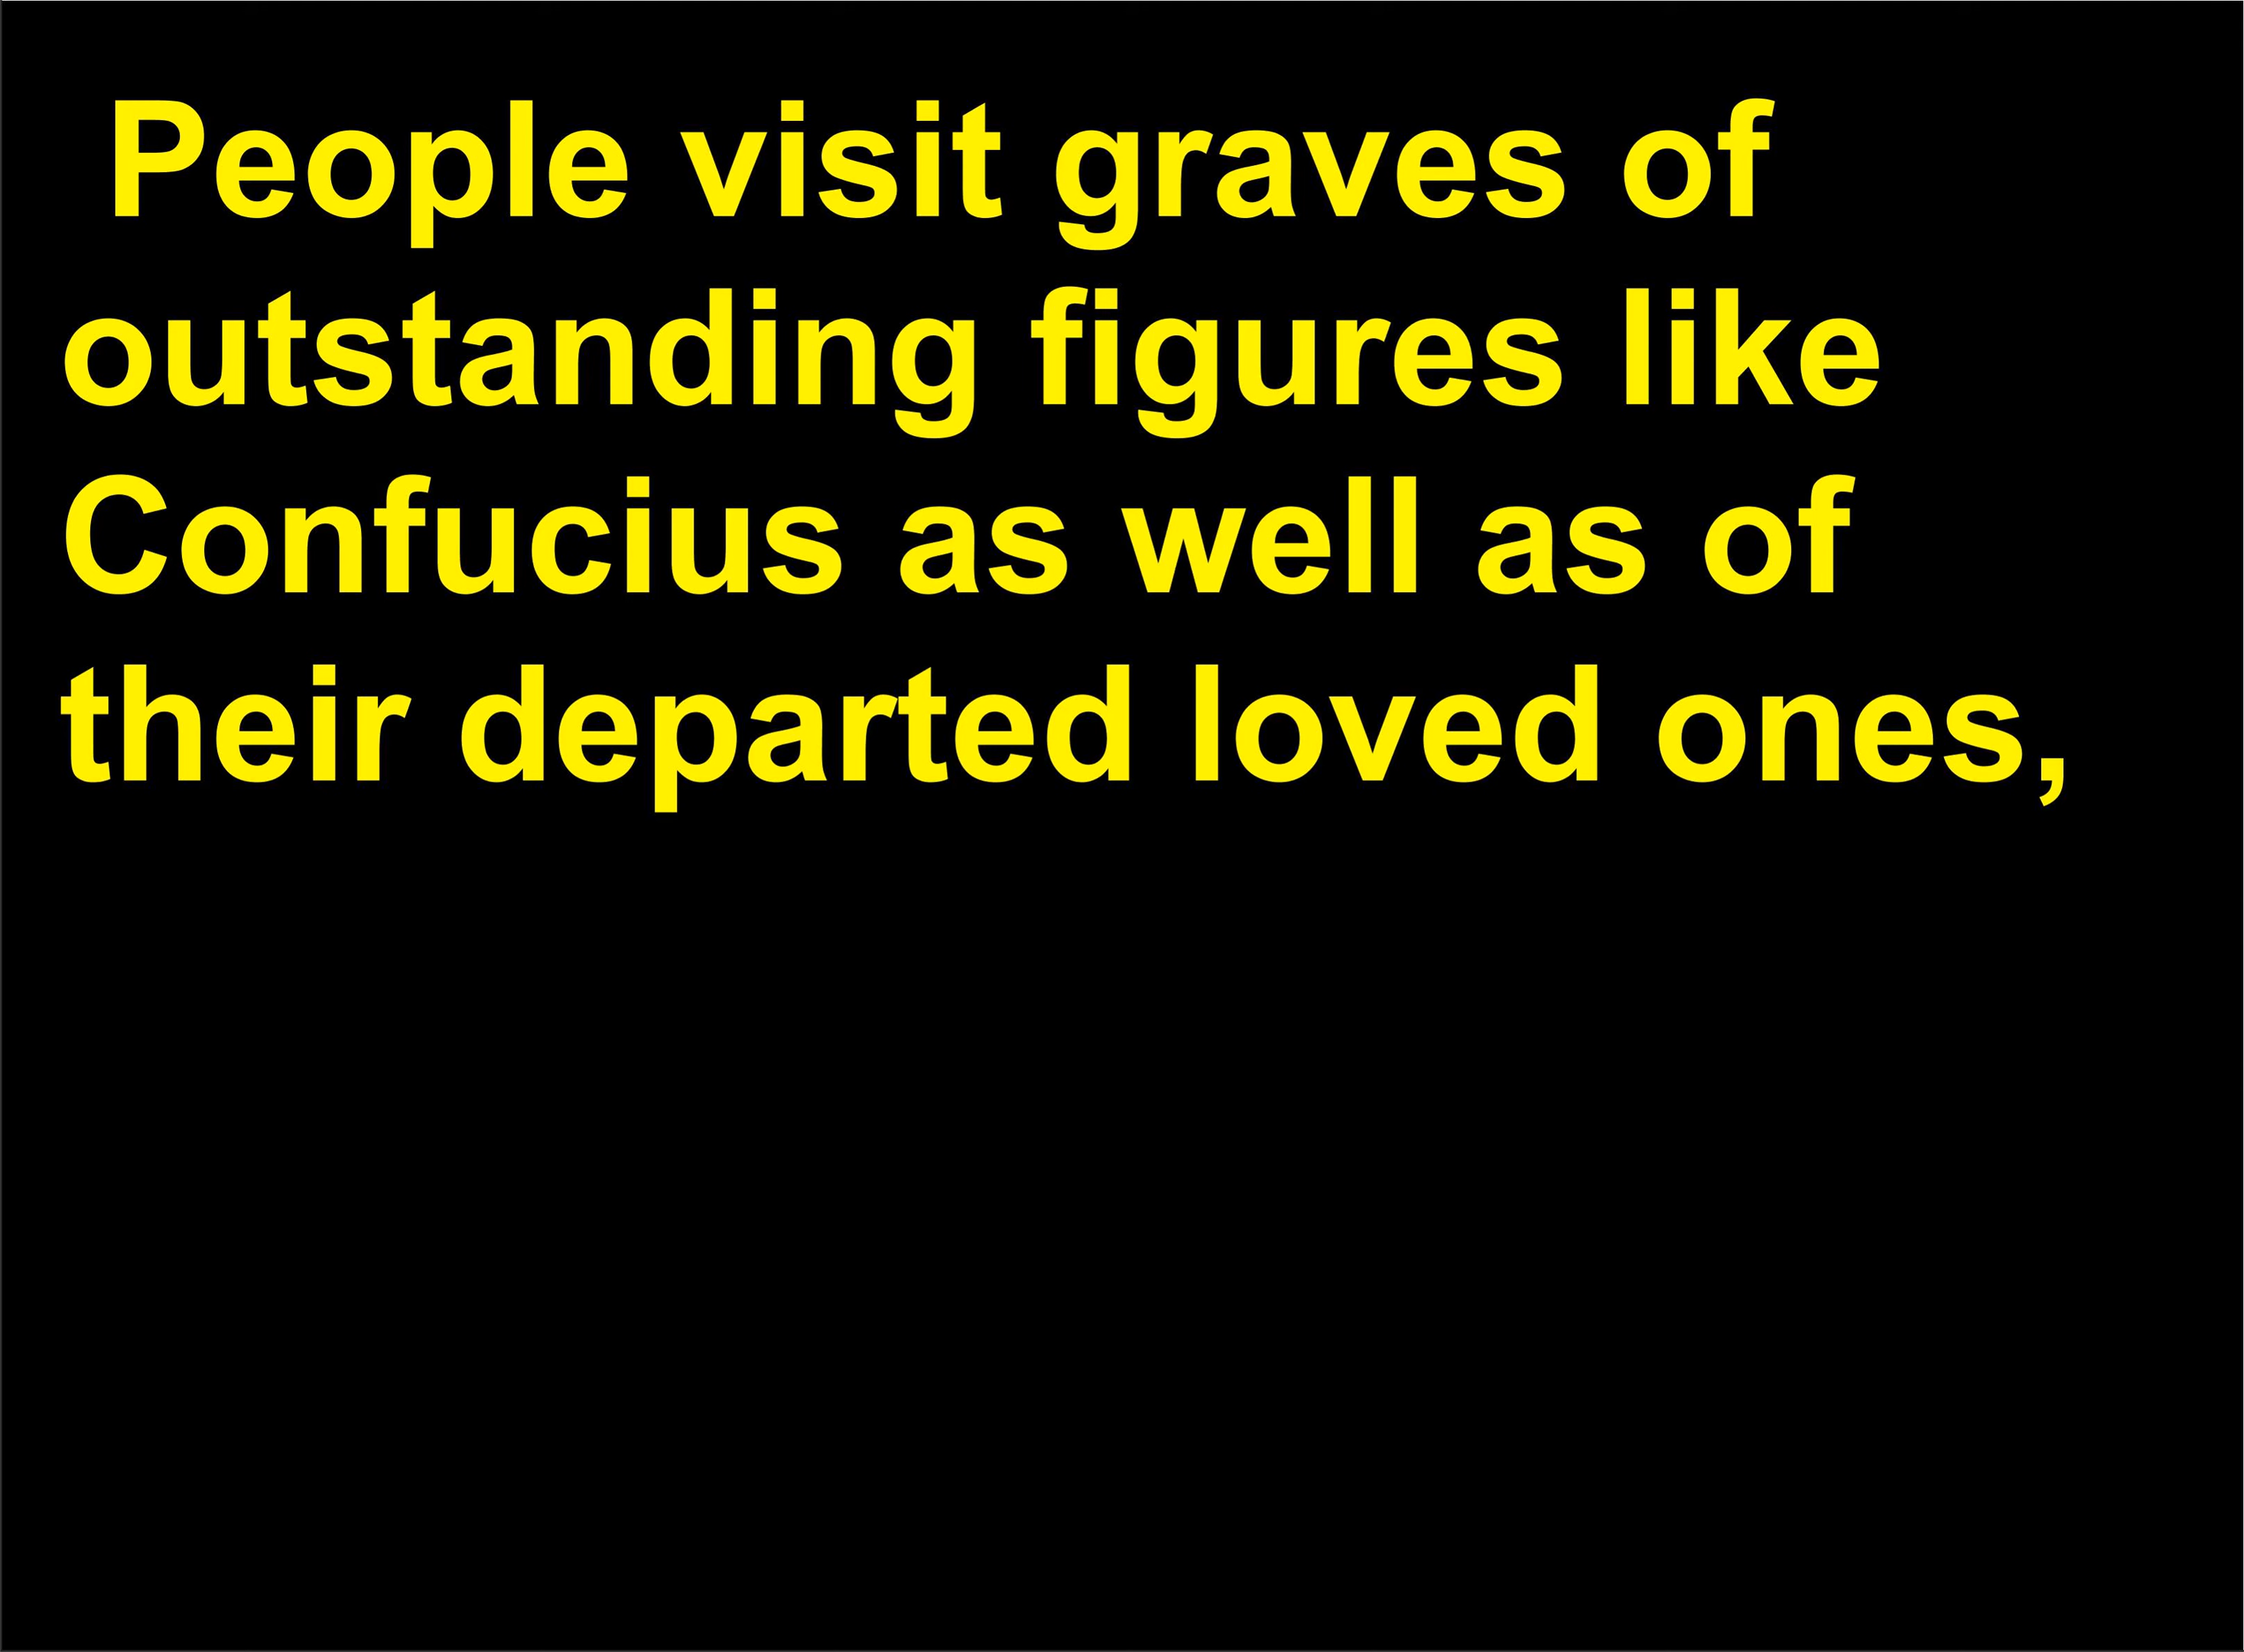 People visit graves of
outstanding figures like
Confucius as well as of
their departed loved ones,